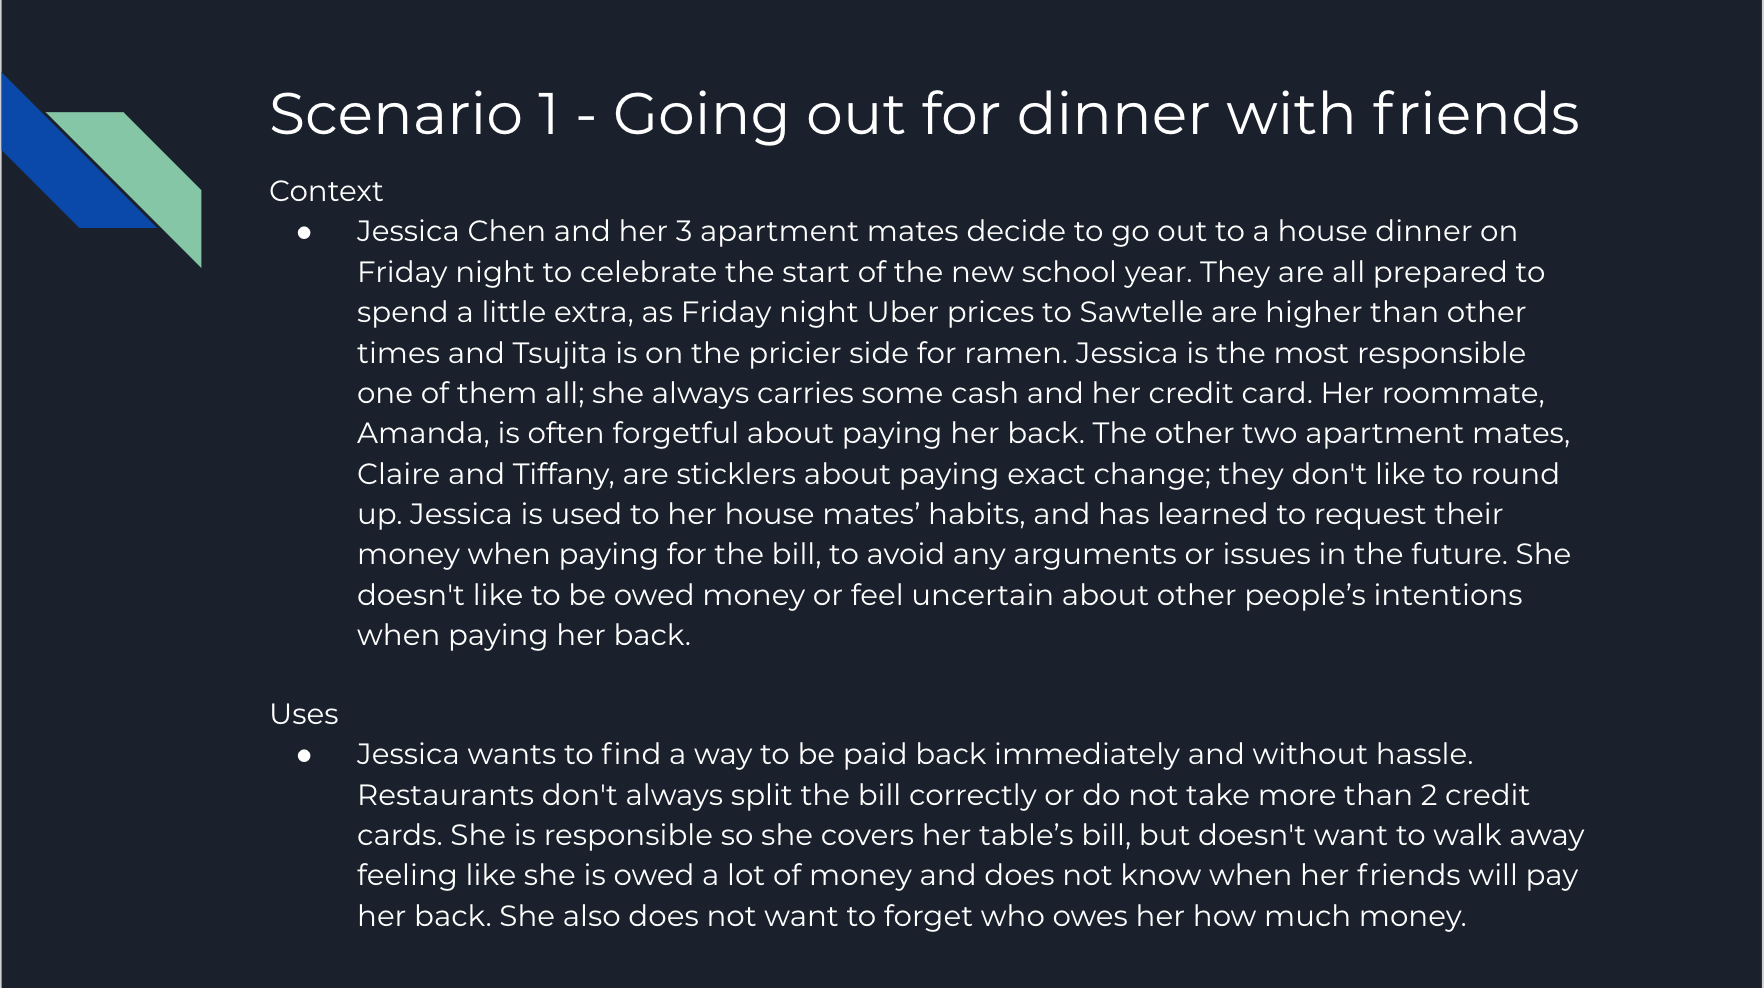 Scenario 1 - Going out for dinner with friends
Context
● Jessica Chen and her 3 apartment mates decide to go out to a house dinner on
Friday night to celebrate the start of the new school year. They are all prepared to
spend a little extra, as Friday night Uber prices to Sawtelle are higher than other
times and Tsujita is on the pricier side for ramen. Jessica is the most responsible
one of them all; she always carries some cash and her credit card. Her roommate,
Amanda, is often forgetful about paying her back. The other two apartment mates,
Claire and Tiffany, are sticklers about paying exact change; they don't like to round
up. Jessica is used to her house mates’ habits, and has learned to request their
money when paying for the bill, to avoid any arguments or issues in the future. She
doesn't like to be owed money or feel uncertain about other people’s intentions
when paying her back.
Uses
● Jessica wants to find a way to be paid back immediately and without hassle.
Restaurants don't always split the bill correctly or do not take more than 2 credit
cards. She is responsible so she covers her table’s bill, but doesn't want to walk away
feeling like she is owed a lot of money and does not know when her friends will pay
her back. She also does not want to forget who owes her how much money.